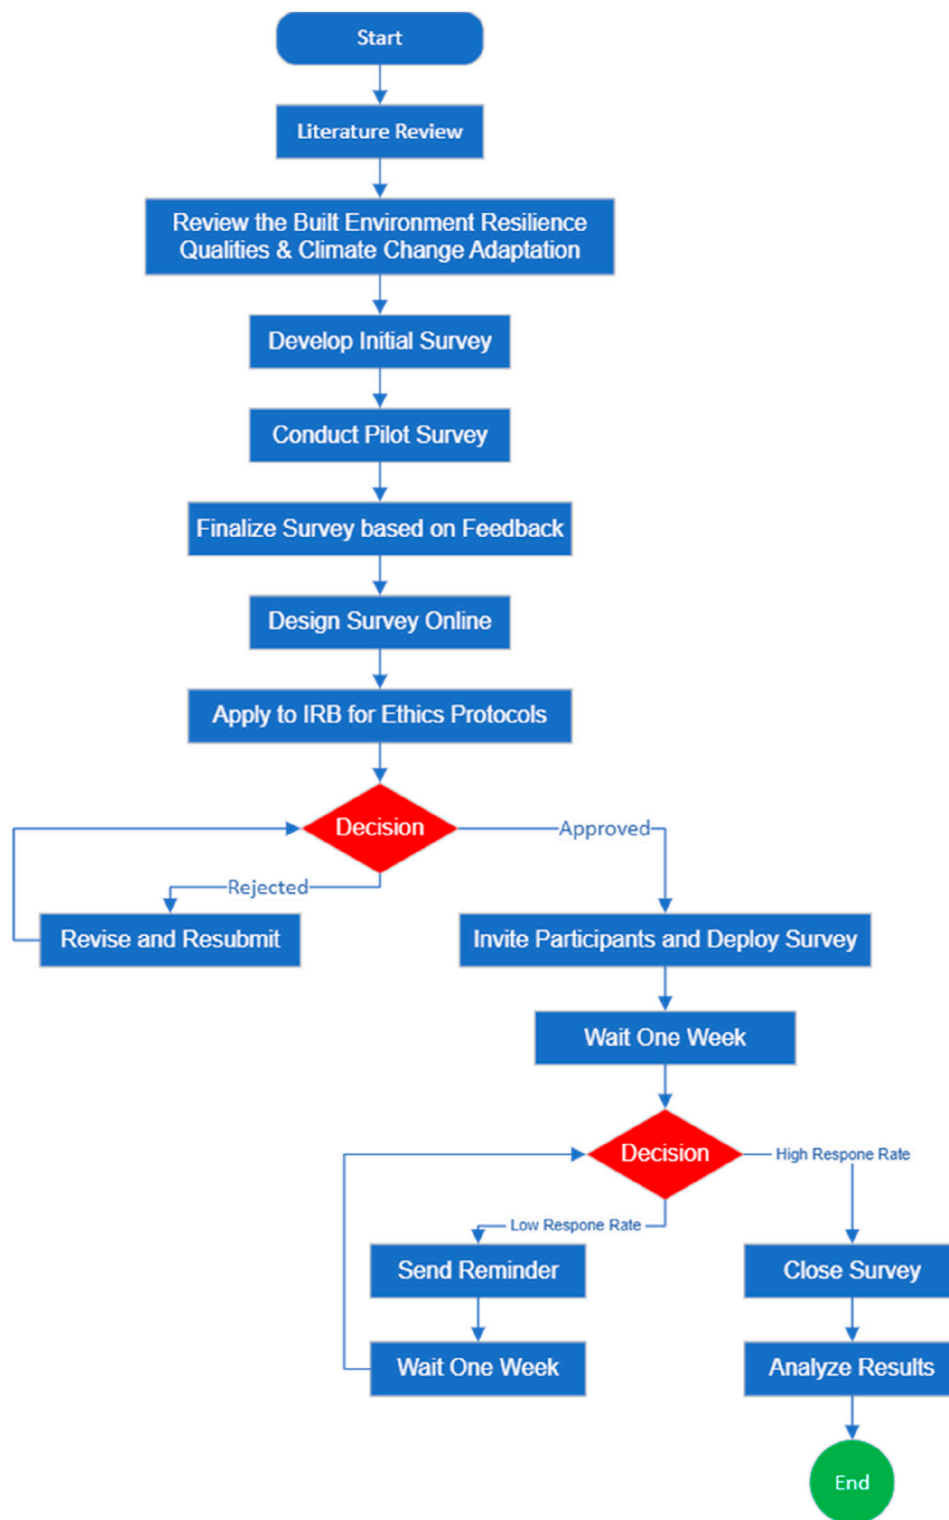 Start
Literature Review
Review the Built Environment Resilience
Qualities & Climate Change Adaptation
Develop Initial Survey
Conduct Pilot Survey
Finalize Survey based on Feedback
Design Survey Online
Apply to IRB for Ethics Protocols
Decision
Approved
Rejected
Revise and Resubmit
Invite Participants and Deploy Survey
Wait One Week
Decision
High Respone Rate
Low Respone Rate
Send Reminder
Close Survey
Wait One Week
Analyze Results
End